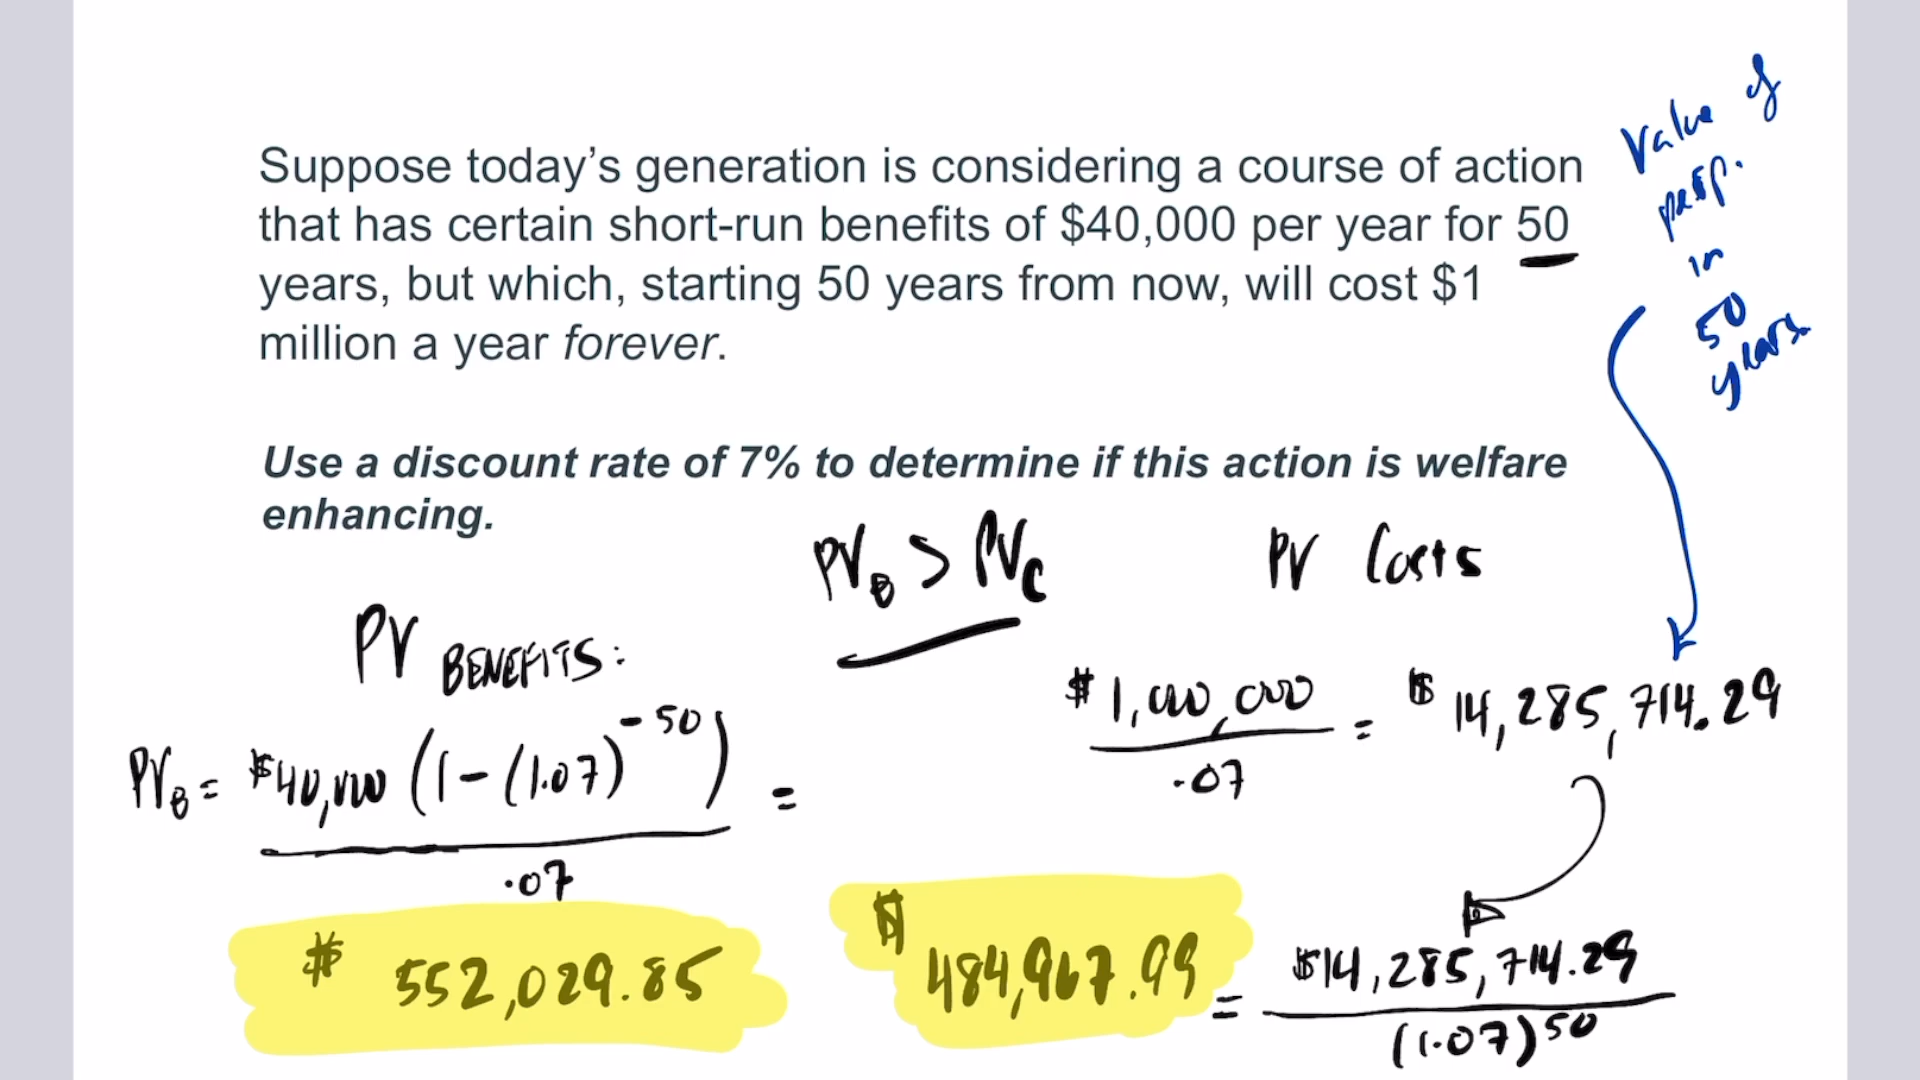 Suppose today's generation is considering a course of action
that has certain short-run benefits of $40,000 per year for 50
years, but which, starting 50 years from now, will cost $1
million a year forever.
Value of
perp.
in
50
years
Use a discount rate of 7% to determine if this action is welfare
enhancing.
PV_B > PV_C
PV Costs
PV BENEFITS:
$1,000,000 / .07 = $14,285,714.29
PV_B = $40,000 (1 - (1.07)^-50) / .07 =
$ 552,029.85
$ 484,967.99 = $14,285,714.29 / (1.07)^50